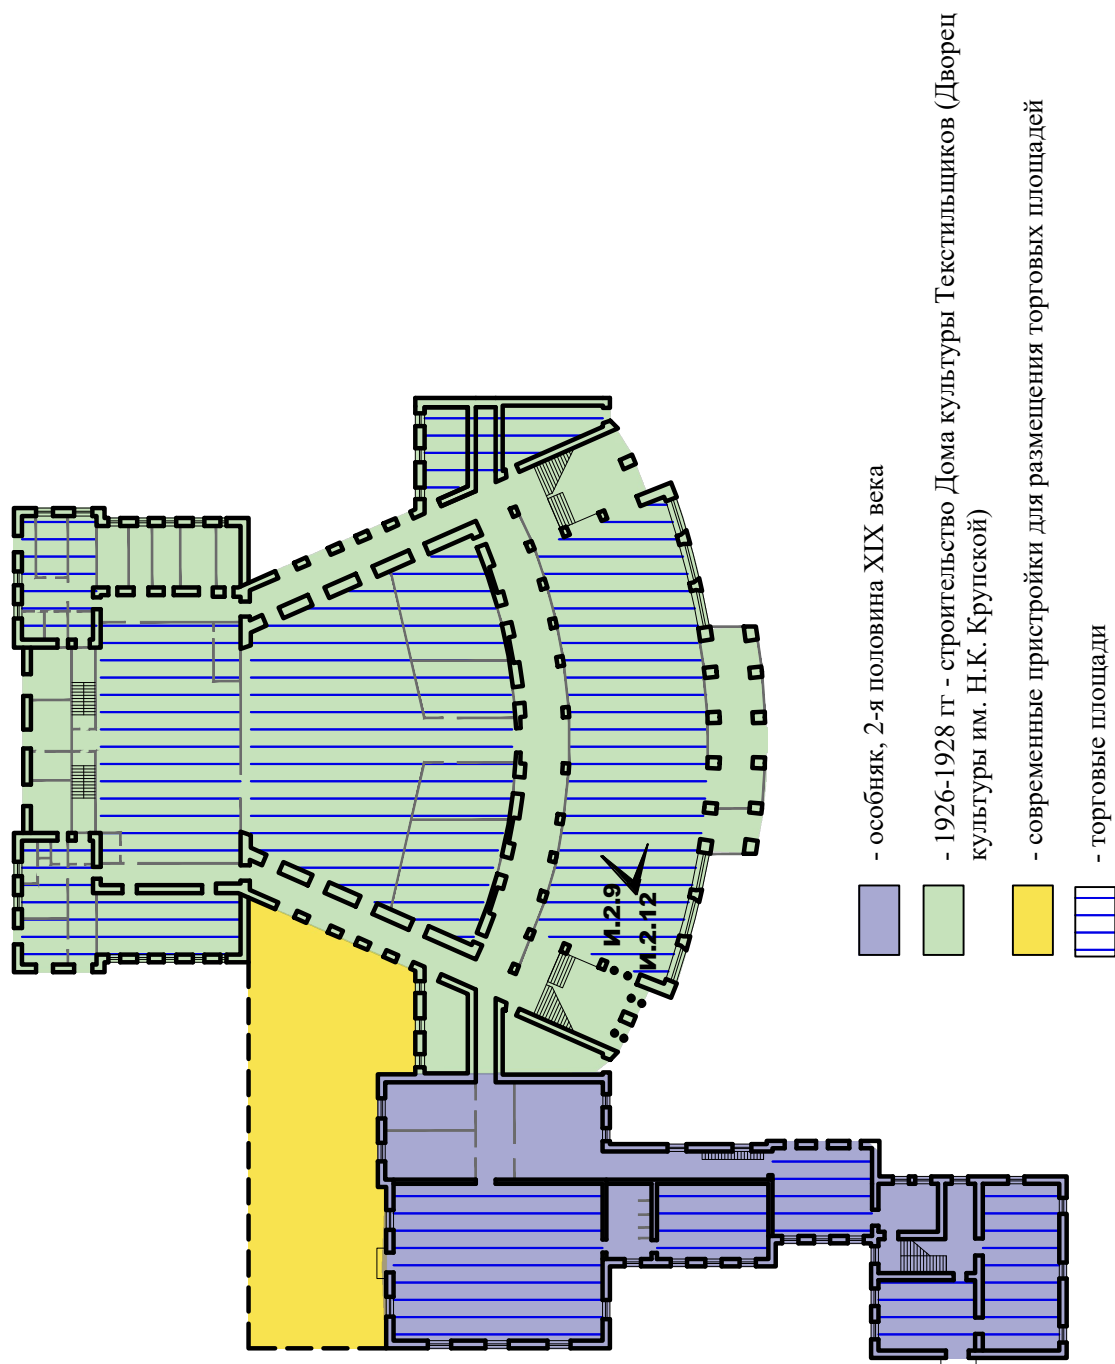 И.2.9
И.2.12
- особняк, 2-я половина XIX века
- 1926-1928 гг - строительство Дома культуры Текстильщиков (Дворец
культуры им. Н.К. Крупской)
- современные пристройки для размещения торговых площадей
- торговые площади